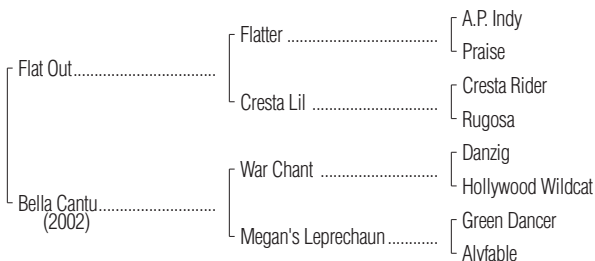 A.P. Indy
Flatter ..........................................
Praise
Flat Out.......................................
Cresta Rider
Cresta Lil ..................................
Rugosa
Danzig
War Chant ................................
Hollywood Wildcat
Bella Cantu................................
(2002)
Green Dancer
Megan's Leprechaun.............
Alyfable